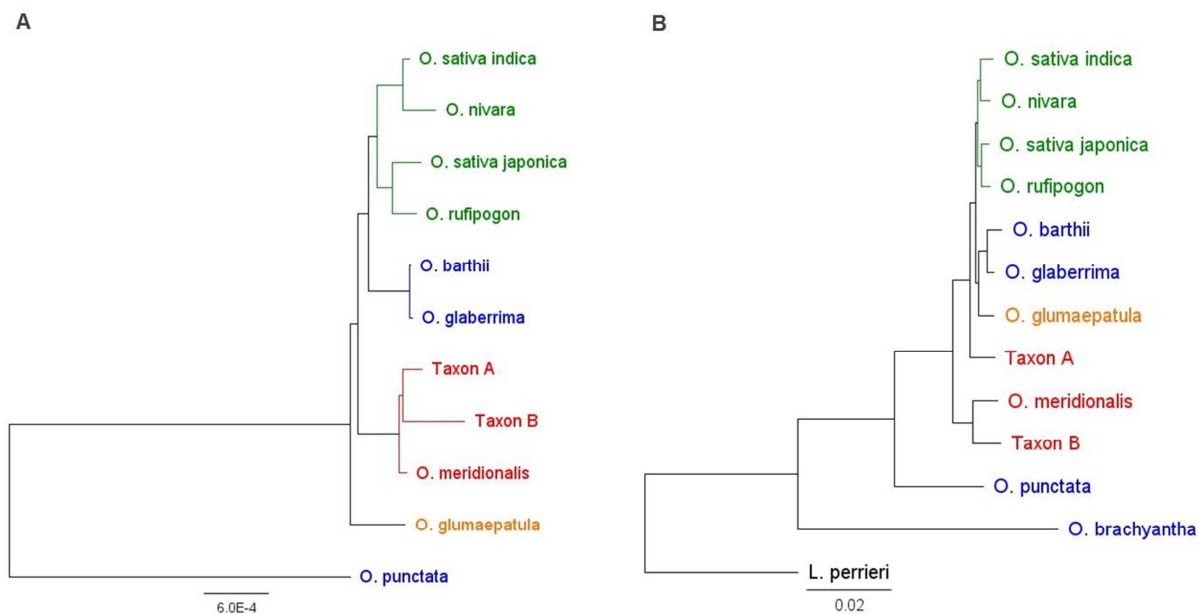 A
O. sativa indica
O. nivara
O. sativa japonica
O. rufipogon
O. barthii
O. glaberrima
Taxon A
Taxon B
O. meridionalis
O. glumaepatula
O. punctata
6.0E-4
B
O. sativa indica
O. nivara
O. sativa japonica
O. rufipogon
O. barthii
O. glaberrima
O. glumaepatula
Taxon A
O. meridionalis
Taxon B
O. punctata
O. brachyantha
L. perrieri
0.02